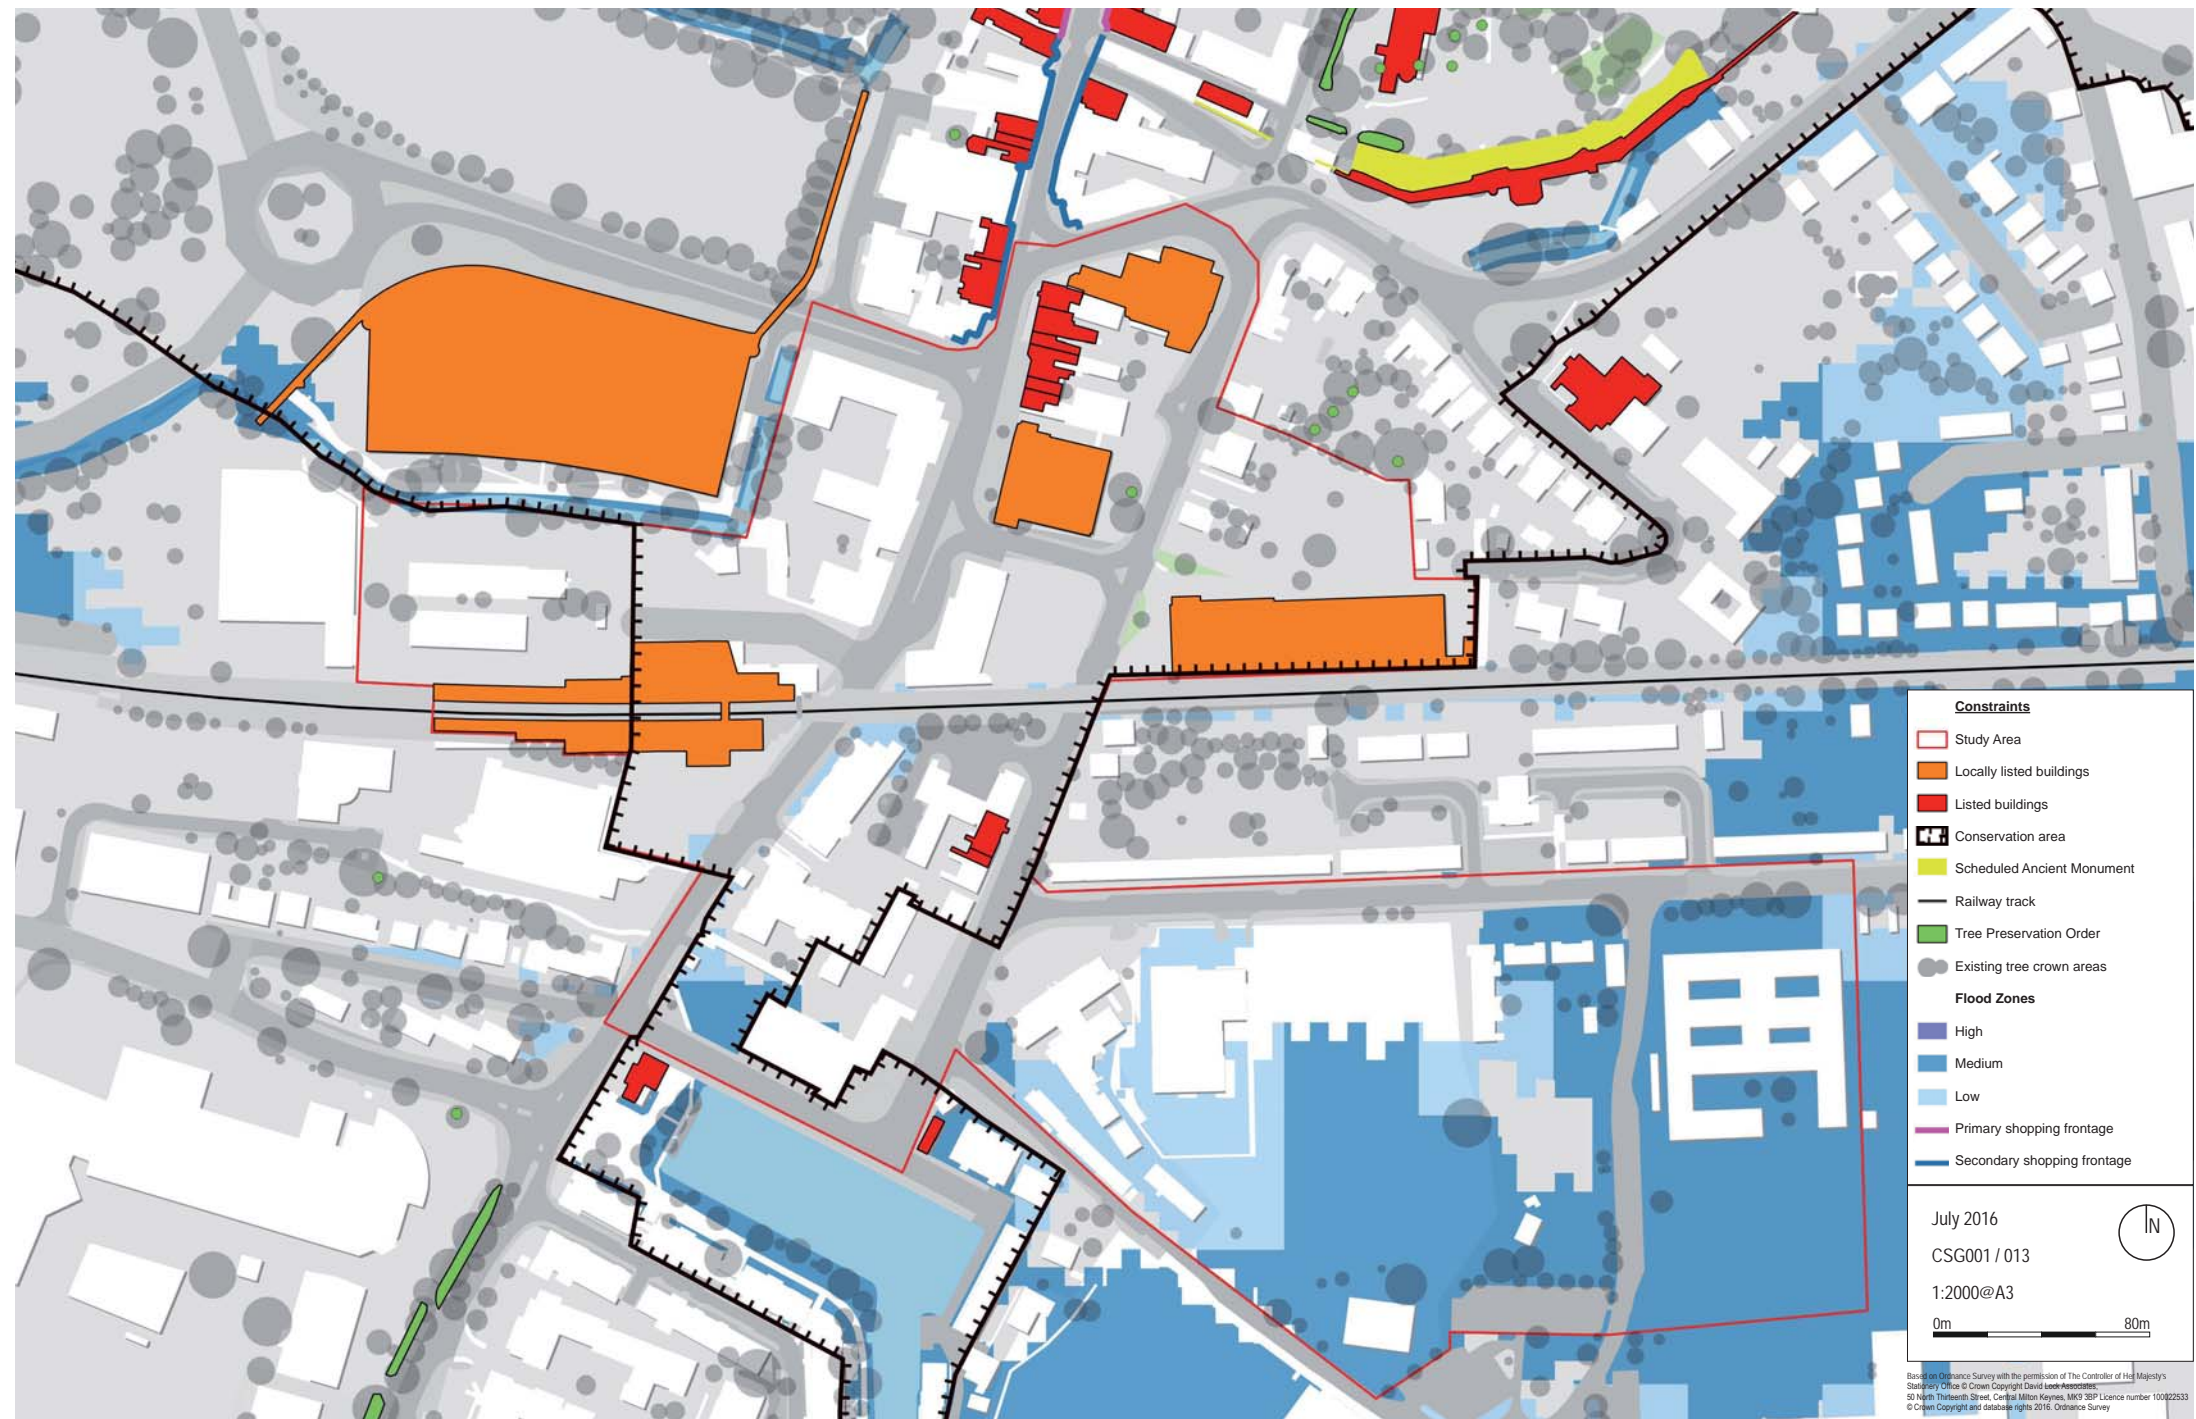 Constraints
Study Area
Locally listed buildings
Listed buildings
Conservation area
Scheduled Ancient Monument
Railway track
Tree Preservation Order
Existing tree crown areas
Flood Zones
High
Medium
Low
Primary shopping frontage
Secondary shopping frontage
July 2016
N
CSG001 / 013
1:2000@A3
0m 80m
Based on Ordnance Survey with the permission of The Controller of Her Majesty's
Stationery Office © Crown Copyright David Lock Associates,
50 North Thirteenth Street, Central Milton Keynes, MK9 3BP Licence number 100022533
© Crown Copyright and database rights 2016. Ordnance Survey